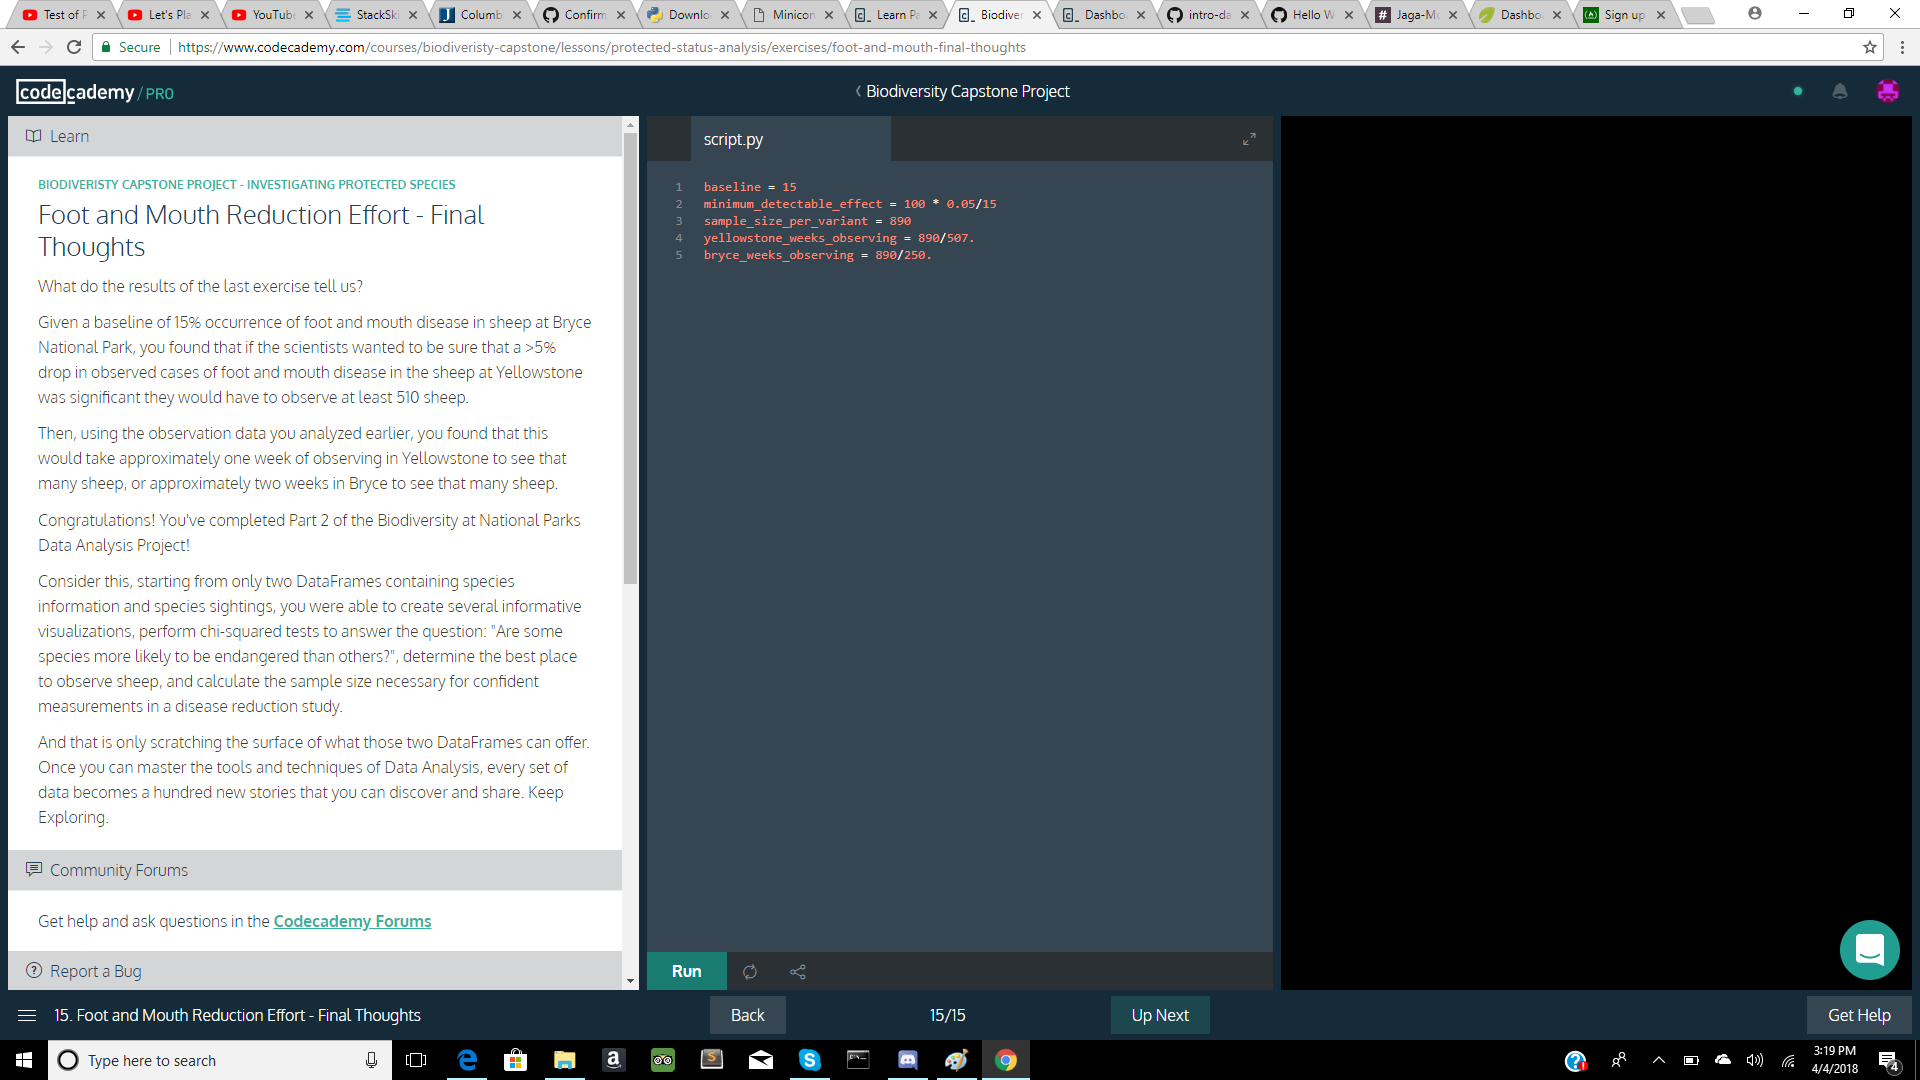 Test of P
Let's Pla
YouTube
StackSki
Columb
Confirm
Downlo
Minicon
Learn Pa
Biodiver
Dashbo
intro-da
Hello W
Jaga-Mo
Dashbo
Sign up
Secure
https://www.codecademy.com/courses/biodiveristy-capstone/lessons/protected-status-analysis/exercises/foot-and-mouth-final-thoughts
codecademy / PRO
Biodiversity Capstone Project
Learn
BIODIVERISTY CAPSTONE PROJECT - INVESTIGATING PROTECTED SPECIES
Foot and Mouth Reduction Effort - Final
Thoughts
What do the results of the last exercise tell us?
Given a baseline of 15% occurrence of foot and mouth disease in sheep at Bryce
National Park, you found that if the scientists wanted to be sure that a >5%
drop in observed cases of foot and mouth disease in the sheep at Yellowstone
was significant they would have to observe at least 510 sheep.
Then, using the observation data you analyzed earlier, you found that this
would take approximately one week of observing in Yellowstone to see that
many sheep, or approximately two weeks in Bryce to see that many sheep.
Congratulations! You've completed Part 2 of the Biodiversity at National Parks
Data Analysis Project!
Consider this, starting from only two DataFrames containing species
information and species sightings, you were able to create several informative
visualizations, perform chi-squared tests to answer the question: "Are some
species more likely to be endangered than others?", determine the best place
to observe sheep, and calculate the sample size necessary for confident
measurements in a disease reduction study.
And that is only scratching the surface of what those two DataFrames can offer.
Once you can master the tools and techniques of Data Analysis, every set of
data becomes a hundred new stories that you can discover and share. Keep
Exploring.
Community Forums
Get help and ask questions in the Codecademy Forums
Report a Bug
script.py
1 baseline = 15
2 minimum_detectable_effect = 100 * 0.05/15
3 sample_size_per_variant = 890
4 yellowstone_weeks_observing = 890/507.
5 bryce_weeks_observing = 890/250.
Run
15. Foot and Mouth Reduction Effort - Final Thoughts
Back
15/15
Up Next
Get Help
Type here to search
3:19 PM
4/4/2018
4